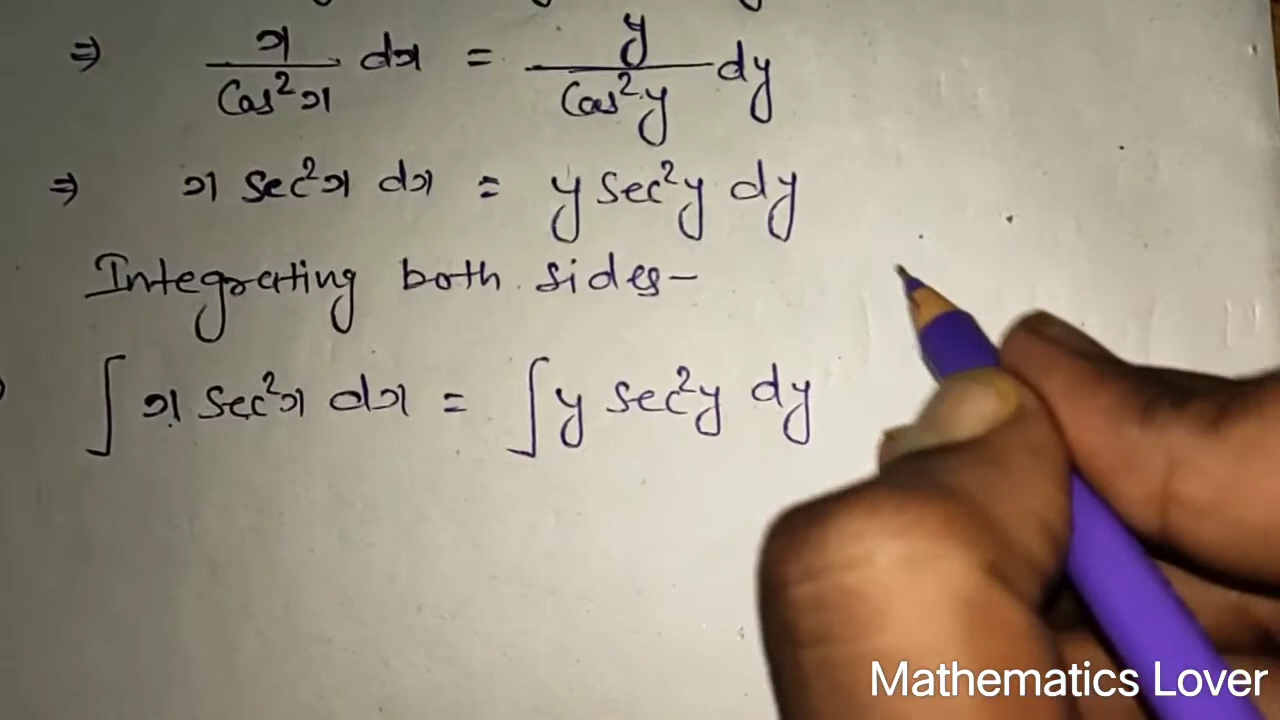 ⇒ x/cos²x dx = y/cos²y dy
⇒ x sec²x dx = y sec²y dy
Integrating both sides–
∫ x sec²x dx = ∫ y sec²y dy
Mathematics Lover